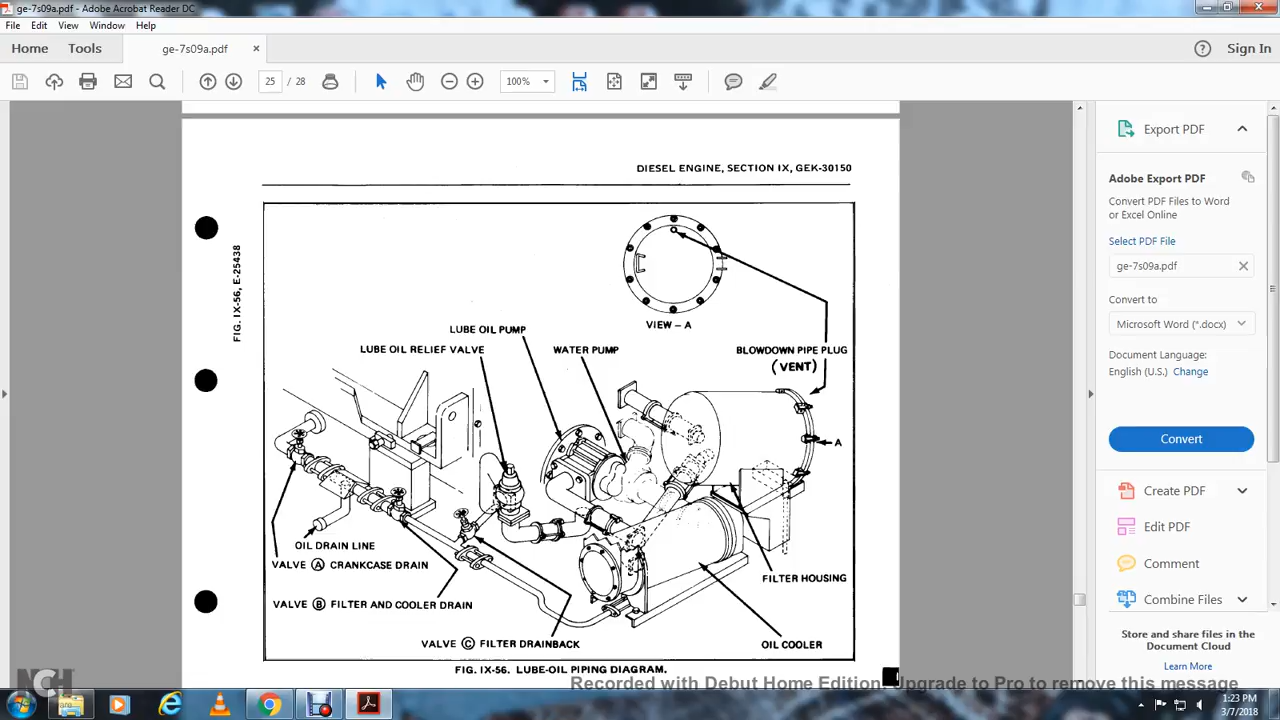 ge-7s09a.pdf - Adobe Acrobat Reader DC
File Edit View Window Help
Home Tools ge-7s09a.pdf × Sign In
25 / 28 100%
DIESEL ENGINE, SECTION IX, GEK-30150
FIG. IX-56, E-25438
VIEW – A
LUBE OIL PUMP
LUBE OIL RELIEF VALVE
WATER PUMP
BLOWDOWN PIPE PLUG
(VENT)
A
OIL DRAIN LINE
VALVE Ⓐ CRANKCASE DRAIN
FILTER HOUSING
VALVE Ⓑ FILTER AND COOLER DRAIN
VALVE Ⓒ FILTER DRAINBACK
OIL COOLER
FIG. IX-56. LUBE-OIL PIPING DIAGRAM.
Export PDF
Adobe Export PDF
Convert PDF Files to Word
or Excel Online
Select PDF File
ge-7s09a.pdf
Convert to
Microsoft Word (*.docx)
Document Language:
English (U.S.) Change
Convert
Create PDF
Edit PDF
Comment
Combine Files
Store and share files in the
Document Cloud
Learn More
NCH
Recorded with Debut Home Edition. Upgrade to Pro to remove this message
1:23 PM
3/7/2018